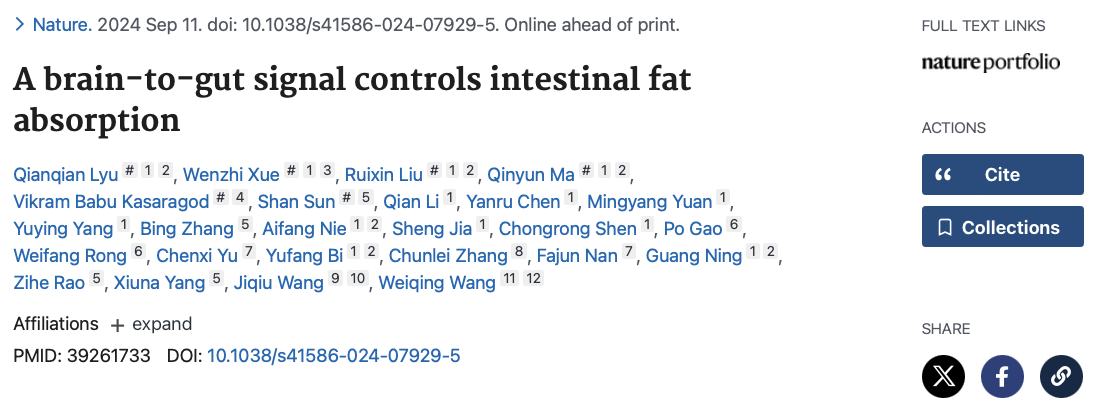 Nature. 2024 Sep 11. doi: 10.1038/s41586-024-07929-5. Online ahead of print.
A brain-to-gut signal controls intestinal fat
absorption
Qianqian Lyu # 1 2, Wenzhi Xue # 1 3, Ruixin Liu # 1 2, Qinyun Ma # 1 2,
Vikram Babu Kasaragod # 4, Shan Sun # 5, Qian Li 1, Yanru Chen 1, Mingyang Yuan 1,
Yuying Yang 1, Bing Zhang 5, Aifang Nie 1 2, Sheng Jia 1, Chongrong Shen 1, Po Gao 6,
Weifang Rong 6, Chenxi Yu 7, Yufang Bi 1 2, Chunlei Zhang 8, Fajun Nan 7, Guang Ning 1 2,
Zihe Rao 5, Xiuna Yang 5, Jiqiu Wang 9 10, Weiqing Wang 11 12
Affiliations + expand
PMID: 39261733 DOI: 10.1038/s41586-024-07929-5
FULL TEXT LINKS
nature portfolio
ACTIONS
Cite
Collections
SHARE